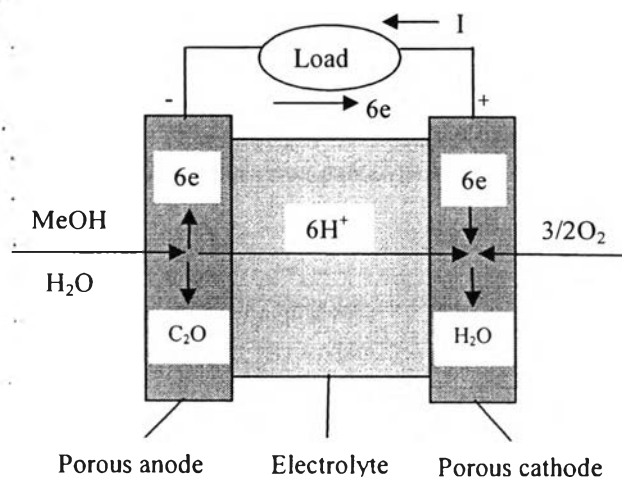 I
Load
-
6e
+
6e
6e
MeOH
6H⁺
3/2O₂
H₂O
C₂O
H₂O
Porous anode
Electrolyte
Porous cathode